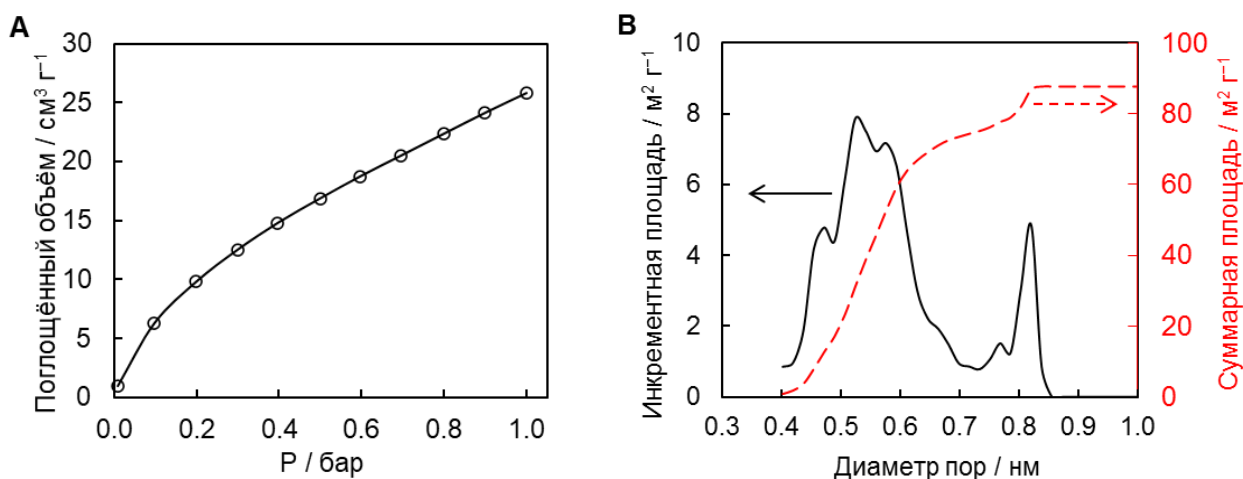 A
Поглощённый объём / см³ г⁻¹
30
25
20
15
10
5
0
0.0 0.2 0.4 0.6 0.8 1.0
P / бар
B
Инкрементная площадь / м² г⁻¹
10
8
6
4
2
0
0.3 0.4 0.5 0.6 0.7 0.8 0.9 1.0
Диаметр пор / нм
100
80
60
40
20
0
Суммарная площадь / м² г⁻¹